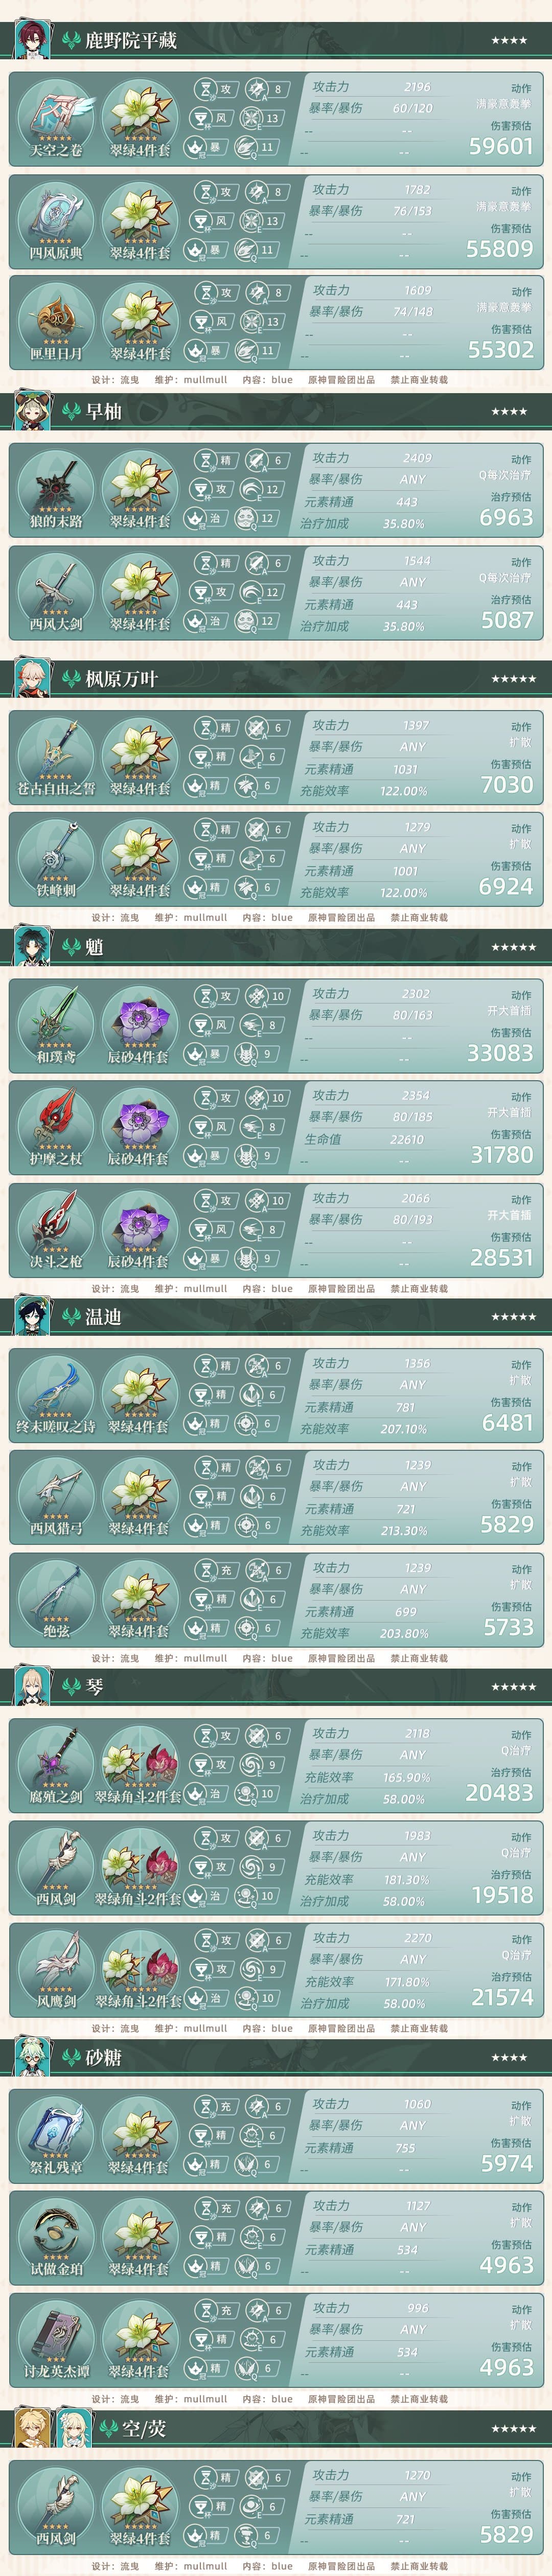 鹿野院平藏
★★★★
天空之卷 翠绿4件套
沙 攻 A 8
杯 风 E 13
冠 暴 Q 11
攻击力 2196
暴率/暴伤 60/120
-- --
-- --
动作
满豪意轰拳
伤害预估
59601
四风原典 翠绿4件套
沙 攻 A 8
杯 风 E 13
冠 暴 Q 11
攻击力 1782
暴率/暴伤 76/153
-- --
-- --
动作
满豪意轰拳
伤害预估
55809
匣里日月 翠绿4件套
沙 攻 A 8
杯 风 E 13
冠 暴 Q 11
攻击力 1609
暴率/暴伤 74/148
-- --
-- --
动作
满豪意轰拳
伤害预估
55302
设计：流曳 维护：mullmull 内容：blue 原神冒险团出品 禁止商业转载
早柚
★★★★
狼的末路 翠绿4件套
沙 精 A 6
杯 攻 E 12
冠 治 Q 12
攻击力 2409
暴率/暴伤 ANY
元素精通 443
治疗加成 35.80%
动作
Q每次治疗
治疗预估
6963
西风大剑 翠绿4件套
沙 精 A 6
杯 攻 E 12
冠 治 Q 12
攻击力 1544
暴率/暴伤 ANY
元素精通 443
治疗加成 35.80%
动作
Q每次治疗
治疗预估
5087
枫原万叶
★★★★★
苍古自由之誓 翠绿4件套
沙 精 A 6
杯 精 E 6
冠 精 Q 6
攻击力 1397
暴率/暴伤 ANY
元素精通 1031
充能效率 122.00%
动作
扩散
伤害预估
7030
铁蜂刺 翠绿4件套
沙 精 A 6
杯 精 E 6
冠 精 Q 6
攻击力 1279
暴率/暴伤 ANY
元素精通 1001
充能效率 122.00%
动作
扩散
伤害预估
6924
设计：流曳 维护：mullmull 内容：blue 原神冒险团出品 禁止商业转载
魈
★★★★★
和璞鸢 辰砂4件套
沙 攻 A 10
杯 风 E 8
冠 暴 Q 9
攻击力 2302
暴率/暴伤 80/163
-- --
-- --
动作
开大首插
伤害预估
33083
护摩之杖 辰砂4件套
沙 攻 A 10
杯 风 E 8
冠 暴 Q 9
攻击力 2354
暴率/暴伤 80/185
生命值 22610
-- --
动作
开大首插
伤害预估
31780
决斗之枪 辰砂4件套
沙 攻 A 10
杯 风 E 8
冠 暴 Q 9
攻击力 2066
暴率/暴伤 80/193
-- --
-- --
动作
开大首插
伤害预估
28531
设计：流曳 维护：mullmull 内容：blue 原神冒险团出品 禁止商业转载
温迪
★★★★★
终末嗟叹之诗 翠绿4件套
沙 精 A 6
杯 精 E 6
冠 精 Q 6
攻击力 1356
暴率/暴伤 ANY
元素精通 781
充能效率 207.10%
动作
扩散
伤害预估
6481
西风猎弓 翠绿4件套
沙 精 A 6
杯 精 E 6
冠 精 Q 6
攻击力 1239
暴率/暴伤 ANY
元素精通 721
充能效率 213.30%
动作
扩散
伤害预估
5829
绝弦 翠绿4件套
沙 充 A 6
杯 精 E 6
冠 精 Q 6
攻击力 1239
暴率/暴伤 ANY
元素精通 699
充能效率 203.80%
动作
扩散
伤害预估
5733
设计：流曳 维护：mullmull 内容：blue 原神冒险团出品 禁止商业转载
琴
★★★★★
腐殖之剑 翠绿角斗2件套
沙 攻 A 6
杯 攻 E 9
冠 治 Q 10
攻击力 2118
暴率/暴伤 ANY
充能效率 165.90%
治疗加成 58.00%
动作
Q治疗
治疗预估
20483
西风剑 翠绿角斗2件套
沙 攻 A 6
杯 攻 E 9
冠 治 Q 10
攻击力 1983
暴率/暴伤 ANY
充能效率 181.30%
治疗加成 58.00%
动作
Q治疗
治疗预估
19518
风鹰剑 翠绿角斗2件套
沙 攻 A 6
杯 攻 E 9
冠 治 Q 10
攻击力 2270
暴率/暴伤 ANY
充能效率 171.80%
治疗加成 58.00%
动作
Q治疗
治疗预估
21574
设计：流曳 维护：mullmull 内容：blue 原神冒险团出品 禁止商业转载
砂糖
★★★★
祭礼残章 翠绿4件套
沙 充 A 6
杯 精 E 6
冠 精 Q 6
攻击力 1060
暴率/暴伤 ANY
元素精通 755
-- --
动作
扩散
伤害预估
5974
试做金珀 翠绿4件套
沙 充 A 6
杯 精 E 6
冠 精 Q 6
攻击力 1127
暴率/暴伤 ANY
元素精通 534
-- --
动作
扩散
伤害预估
4963
讨龙英杰谭 翠绿4件套
沙 充 A 6
杯 精 E 6
冠 精 Q 6
攻击力 996
暴率/暴伤 ANY
元素精通 534
-- --
动作
扩散
伤害预估
4963
设计：流曳 维护：mullmull 内容：blue 原神冒险团出品 禁止商业转载
空/荧
★★★★★
西风剑 翠绿4件套
沙 精 A 6
杯 精 E 6
冠 精 Q 6
攻击力 1270
暴率/暴伤 ANY
元素精通 721
-- --
动作
扩散
伤害预估
5829
设计：流曳 维护：mullmull 内容：blue 原神冒险团出品 禁止商业转载